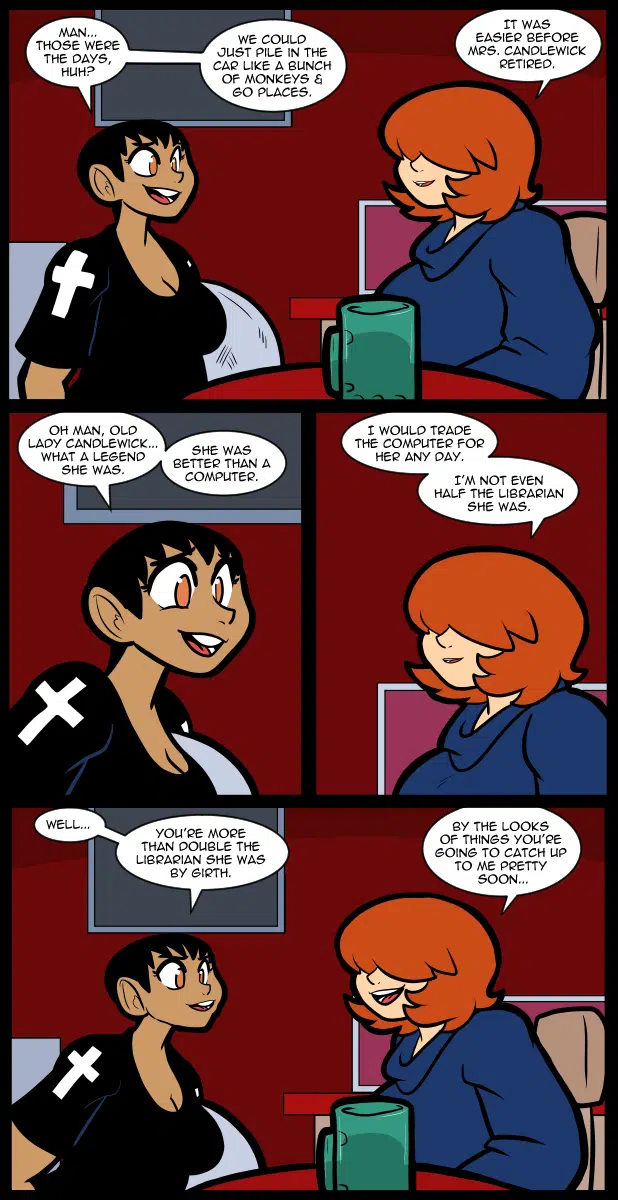 MAN...
THOSE WERE
THE DAYS,
HUH?
WE COULD
JUST PILE IN THE
CAR LIKE A BUNCH
OF MONKEYS &
GO PLACES.
IT WAS
EASIER BEFORE
MRS. CANDLEWICK
RETIRED.
OH MAN, OLD
LADY CANDLEWICK...
WHAT A LEGEND
SHE WAS.
SHE WAS
BETTER THAN A
COMPUTER.
I WOULD TRADE
THE COMPUTER FOR
HER ANY DAY.
I'M NOT EVEN
HALF THE LIBRARIAN
SHE WAS.
WELL...
YOU'RE MORE
THAN DOUBLE THE
LIBRARIAN SHE WAS
BY GIRTH.
BY THE LOOKS
OF THINGS YOU'RE
GOING TO CATCH UP
TO ME PRETTY
SOON...